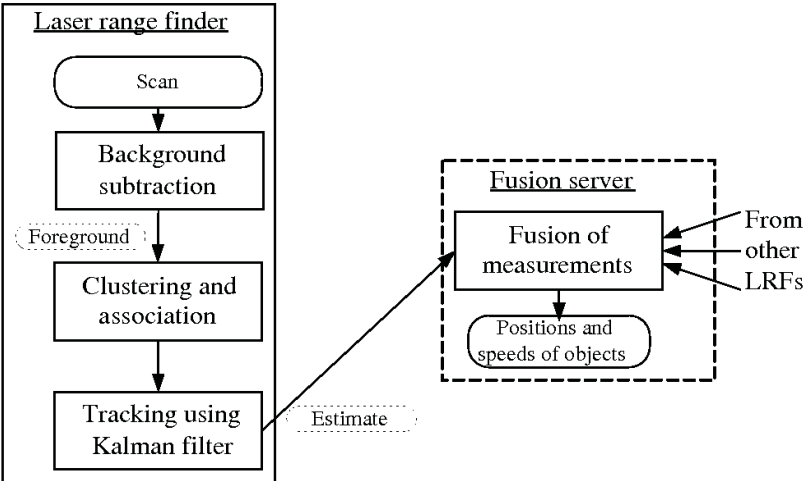 Laser range finder
Scan
Background
subtraction
Foreground
Clustering and
association
Tracking using
Kalman filter
Estimate
Fusion server
Fusion of
measurements
Positions and
speeds of objects
From
other
LRFs